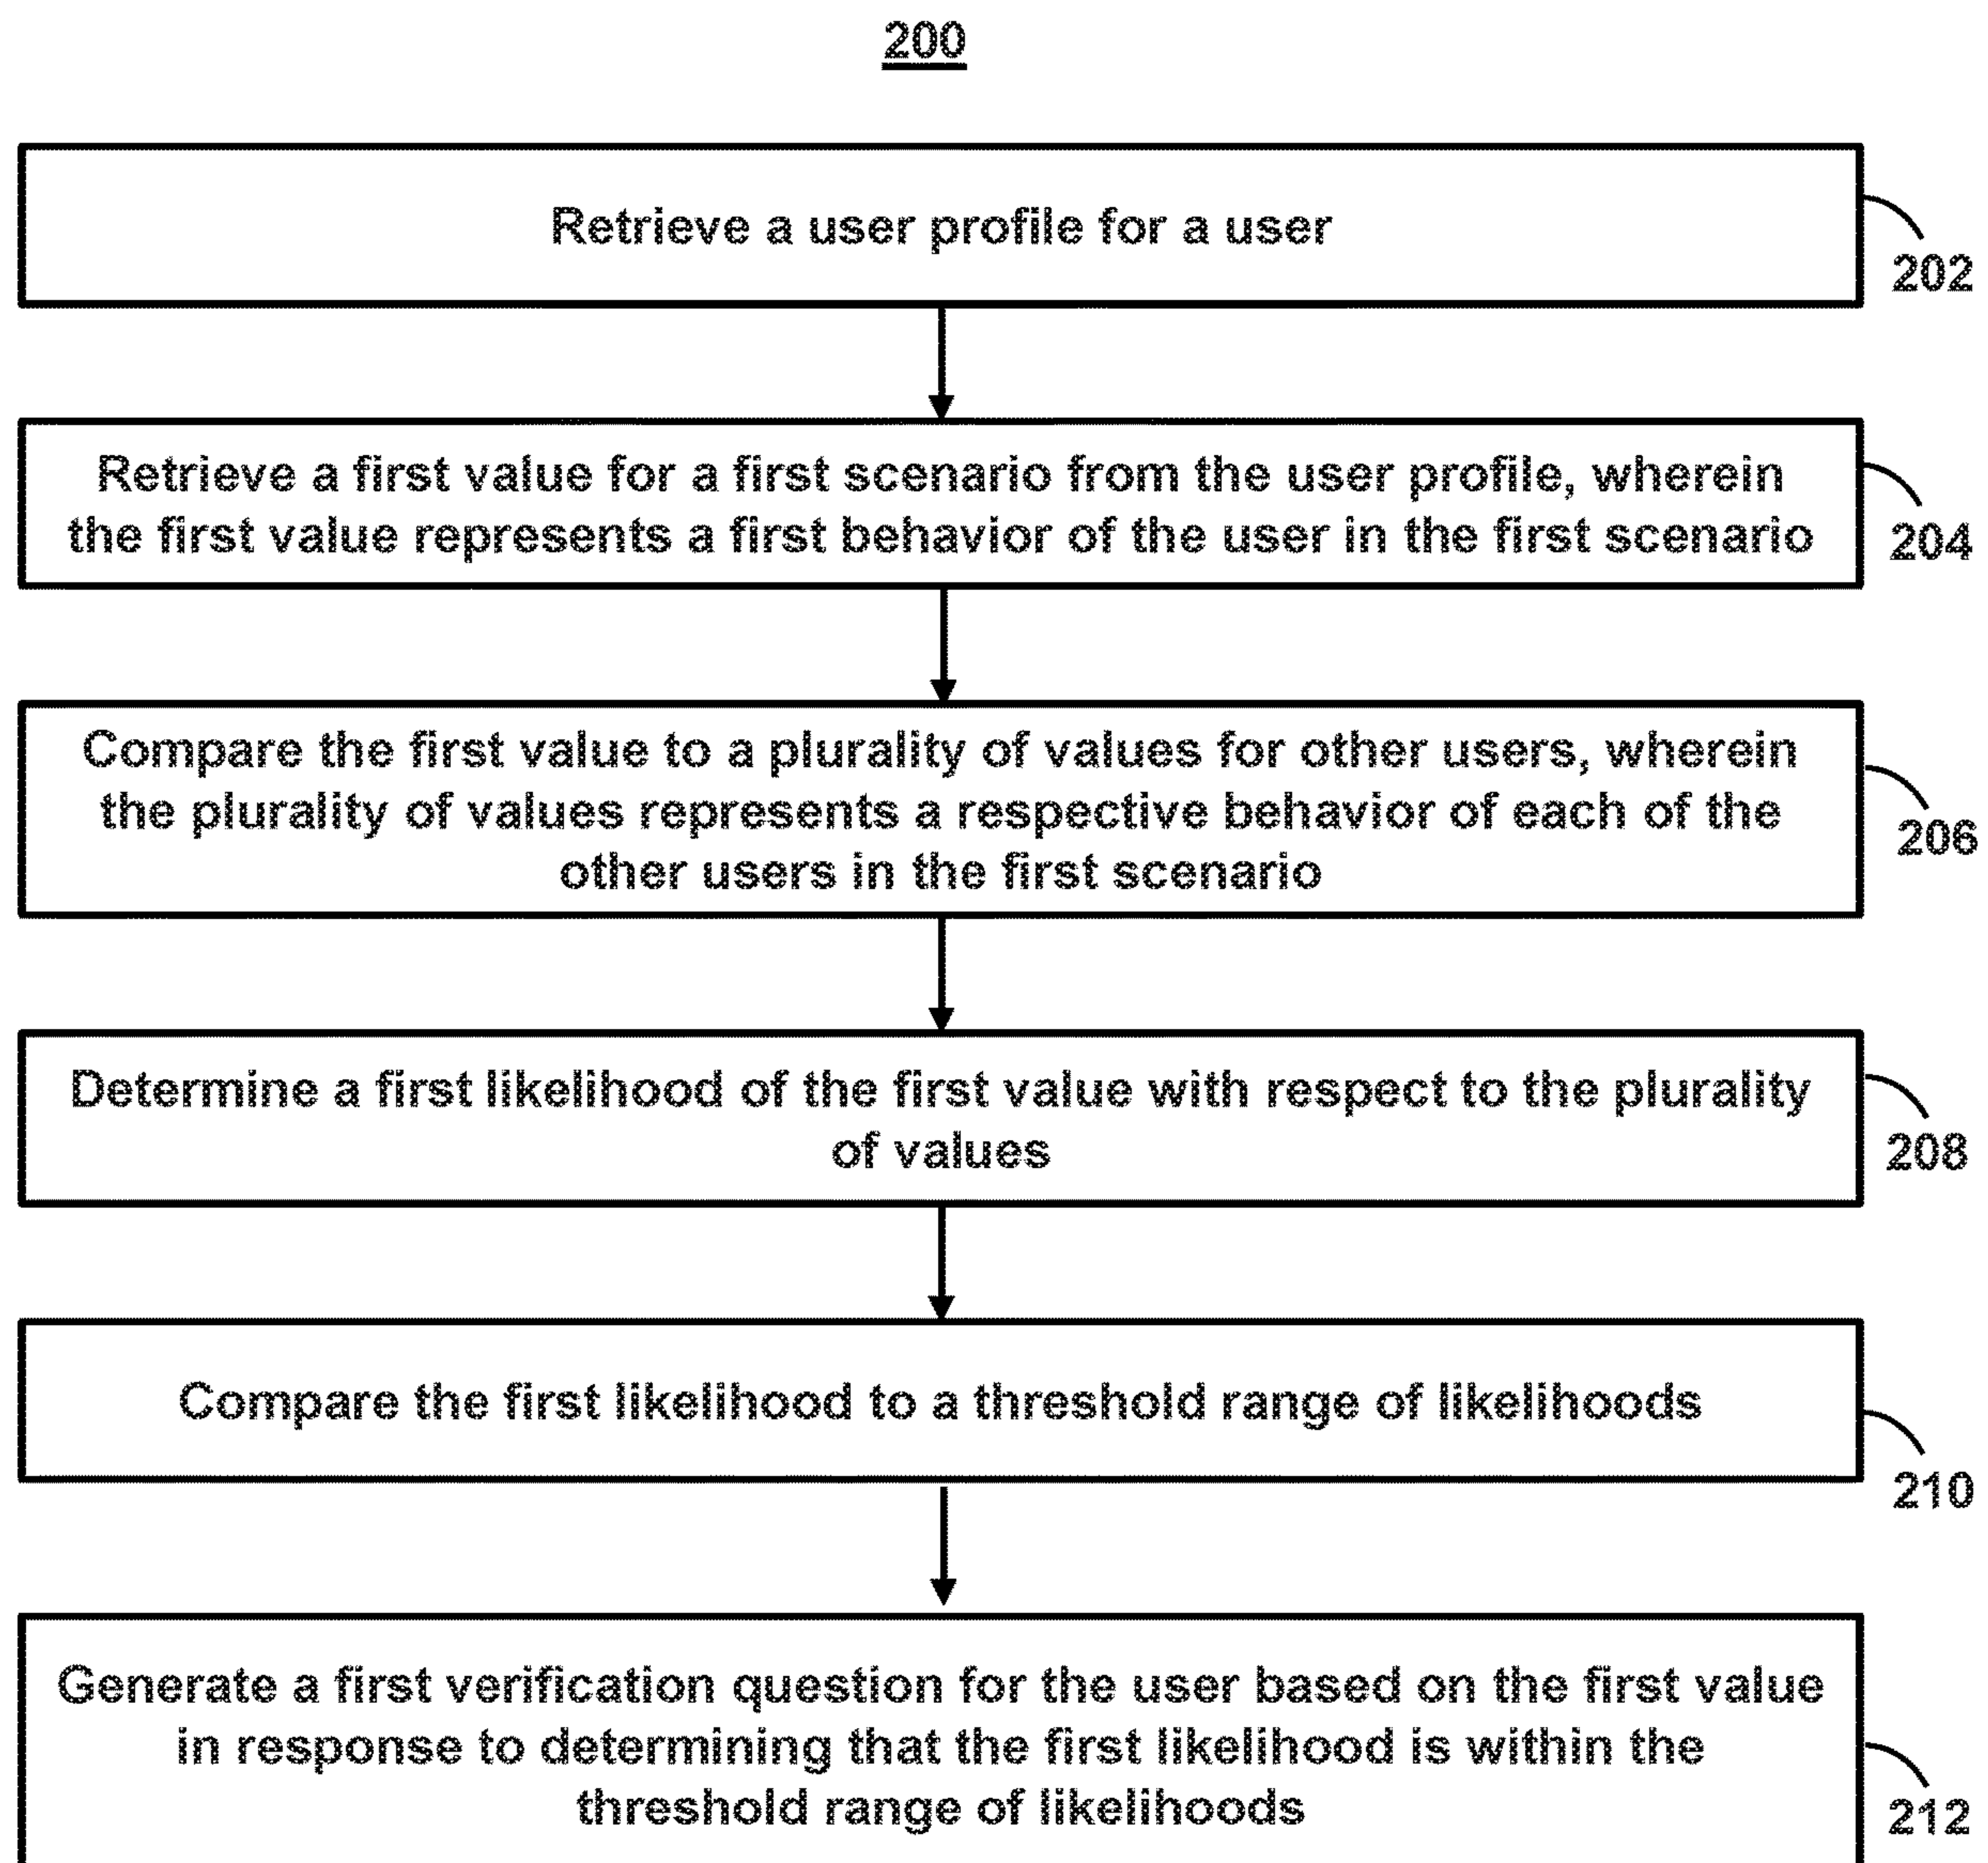 200
Retrieve a user profile for a user
202
Retrieve a first value for a first scenario from the user profile, wherein
the first value represents a first behavior of the user in the first scenario
204
Compare the first value to a plurality of values for other users, wherein
the plurality of values represents a respective behavior of each of the
other users in the first scenario
206
Determine a first likelihood of the first value with respect to the plurality
of values
208
Compare the first likelihood to a threshold range of likelihoods
210
Generate a first verification question for the user based on the first value
in response to determining that the first likelihood is within the
threshold range of likelihoods
212